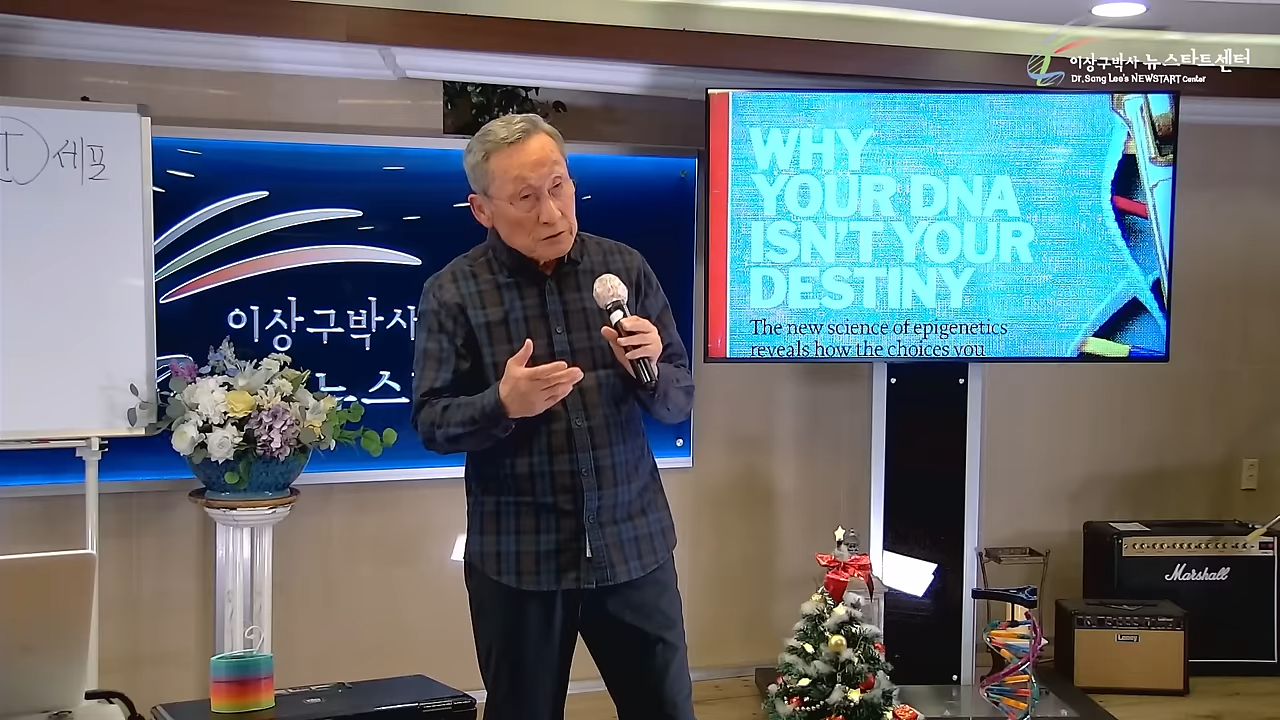 이상구박사 뉴스타트센터
Dr. Sang Lee's NEWSTART Center
세포
이상구박사
뉴스
WHY
YOUR DNA
ISN'T YOUR
DESTINY
The new science of epigenetics
reveals how the choices you
Marshall
Laney